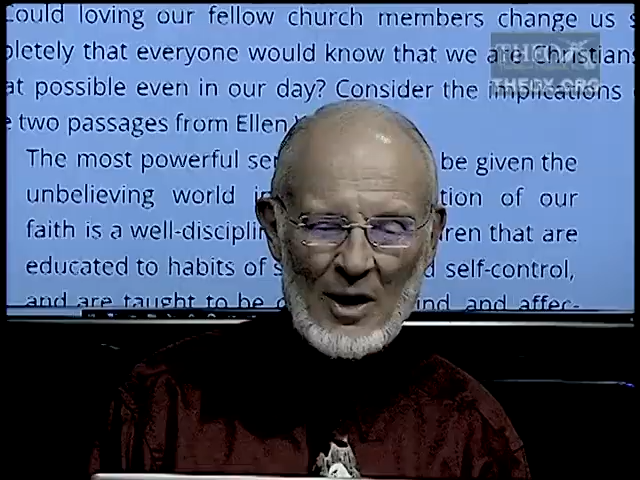 Could loving our fellow church members change us s
pletely that everyone would know that we are Christians
at possible even in our day? Consider the implications
two passages from Ellen
The most powerful ser be given the
unbelieving world in tion of our
faith is a well-disciplin ren that are
educated to habits of s d self-control,
and are taught to be ind and affec-
THEOX
THEOX.ORG